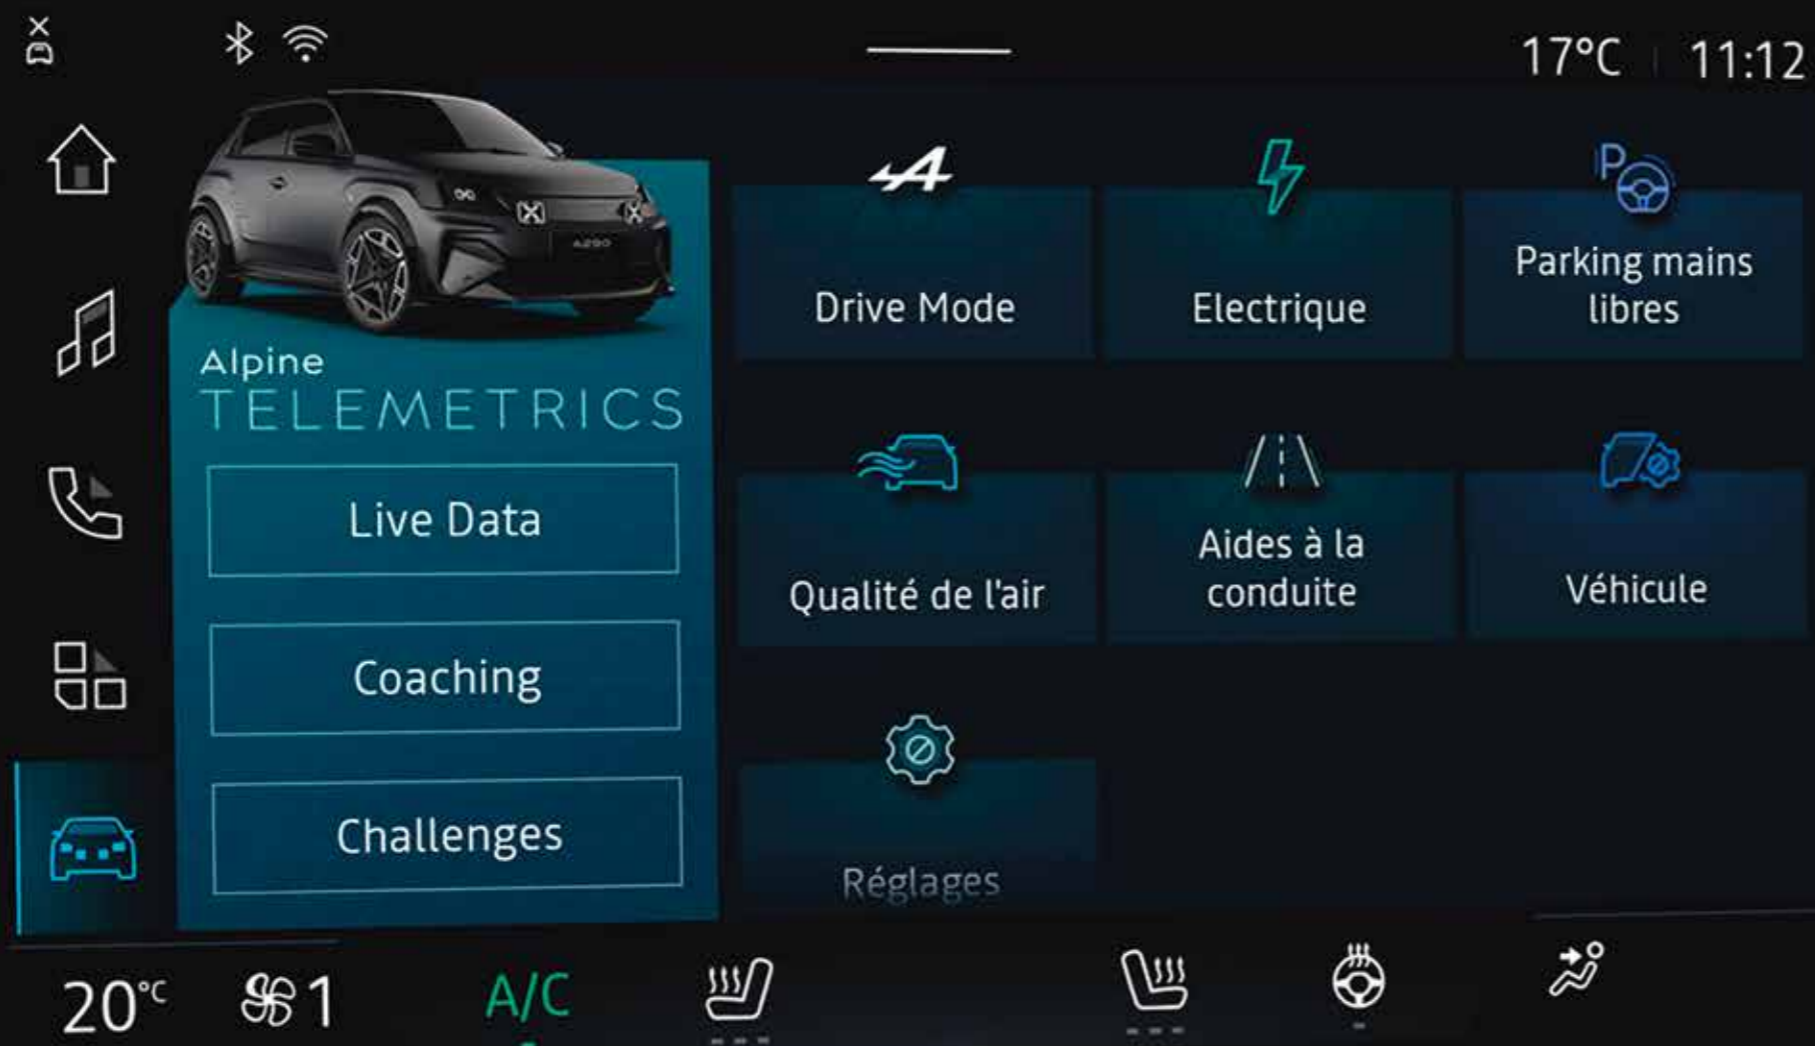 17°C 11:12
A290
Alpine
TELEMETRICS
Live Data
Coaching
Challenges
Drive Mode
Electrique
P
Parking mains
libres
Qualité de l'air
Aides à la
conduite
Véhicule
Réglages
20°C 1 A/C